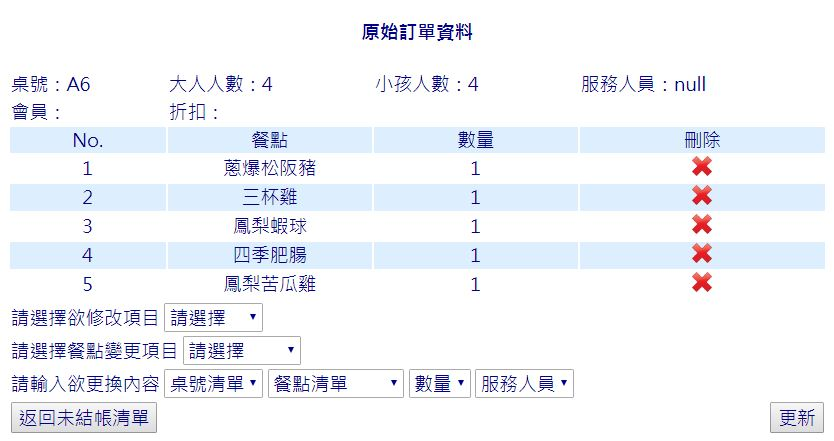 原始訂單資料
桌號：A6 大人人數：4 小孩人數：4 服務人員：null
會員： 折扣：
No. 餐點 數量 刪除
1 蔥爆松阪豬 1
2 三杯雞 1
3 鳳梨蝦球 1
4 四季肥腸 1
5 鳳梨苦瓜雞 1
請選擇欲修改項目 請選擇
請選擇餐點變更項目 請選擇
請輸入欲更換內容 桌號清單 餐點清單 數量 服務人員
返回未結帳清單 更新